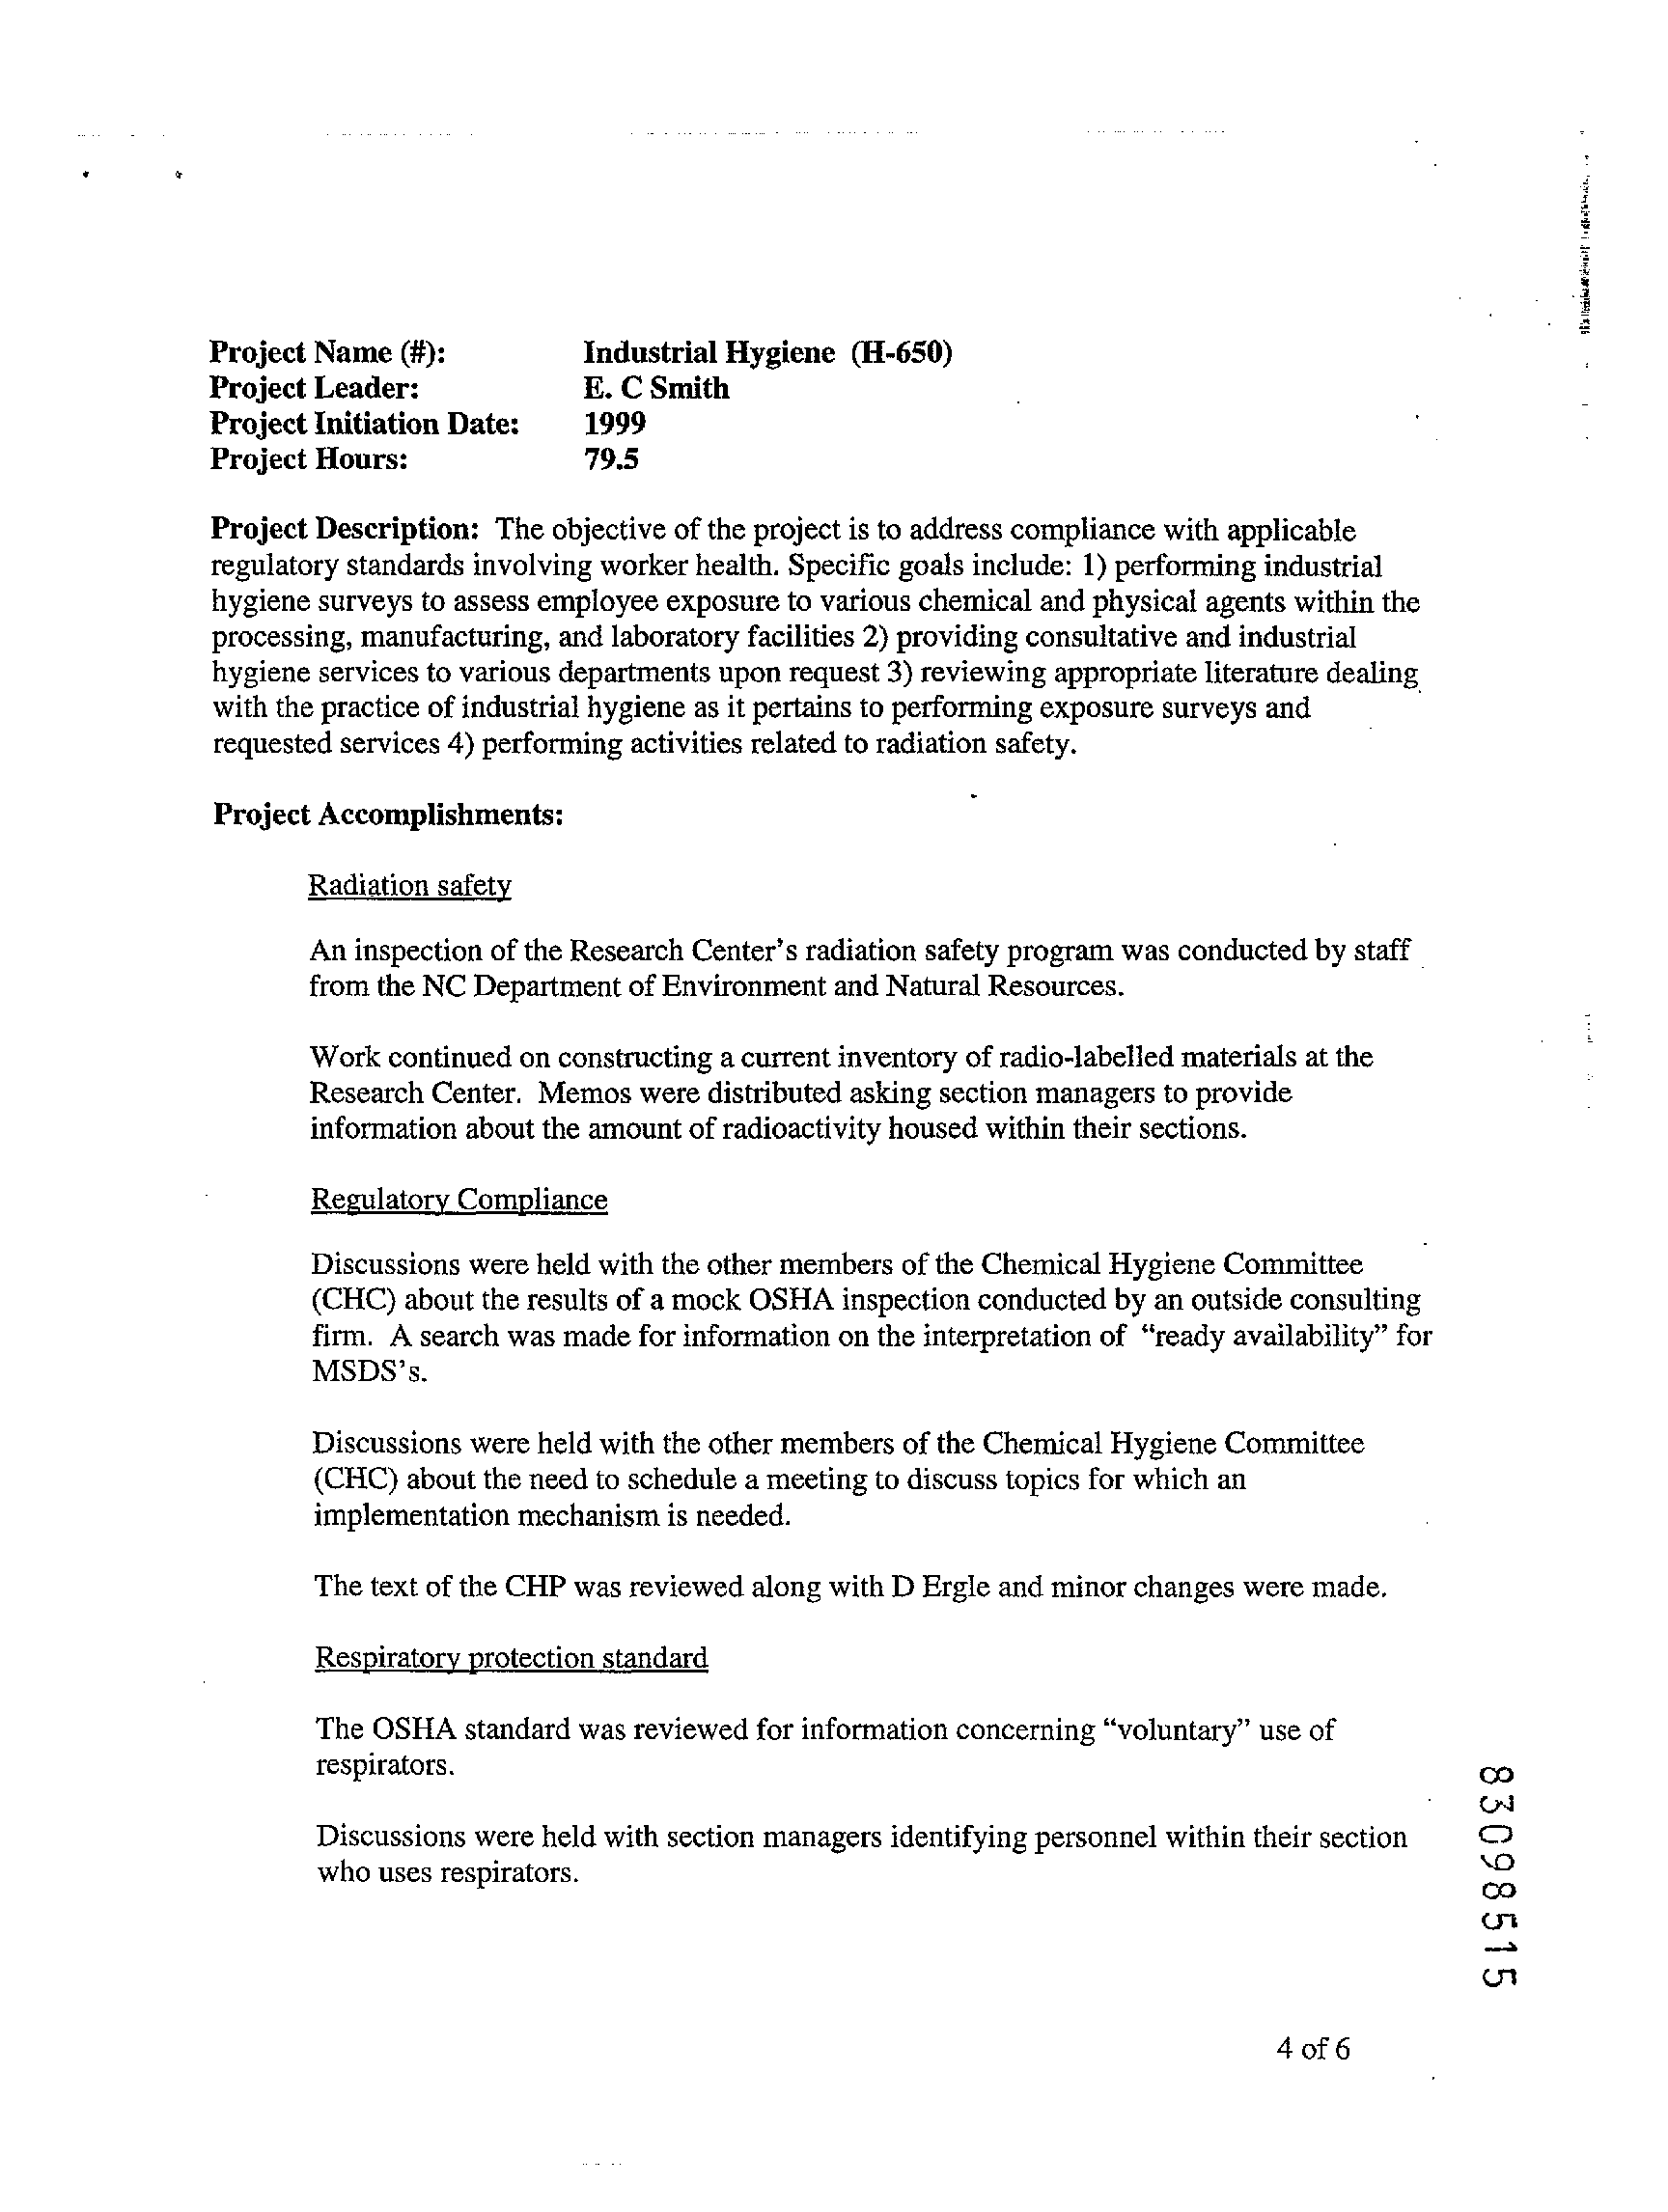 Project Name (#): Industrial Hygiene (H-650)
Project Leader: E. C Smith
Project Initiation Date: 1999
Project Hours: 79.5
Project Description: The objective of the project is to address compliance with applicable
regulatory standards involving worker health. Specific goals include: 1) performing industrial
hygiene surveys to assess employee exposure to various chemical and physical agents within the
processing, manufacturing, and laboratory facilities 2) providing consultative and industrial
hygiene services to various departments upon request 3) reviewing appropriate literature dealing
with the practice of industrial hygiene as it pertains to performing exposure surveys and
requested services 4) performing activities related to radiation safety.
Project Accomplishments:
Radiation safety
An inspection of the Research Center's radiation safety program was conducted by staff
from the NC Department of Environment and Natural Resources.
Work continued on constructing a current inventory of radio-labelled materials at the
Research Center. Memos were distributed asking section managers to provide
information about the amount of radioactivity housed within their sections.
Regulatory Compliance
Discussions were held with the other members of the Chemical Hygiene Committee
(CHC) about the results of a mock OSHA inspection conducted by an outside consulting
firm. A search was made for information on the interpretation of “ready availability” for
MSDS's.
Discussions were held with the other members of the Chemical Hygiene Committee
(CHC) about the need to schedule a meeting to discuss topics for which an
implementation mechanism is needed.
The text of the CHP was reviewed along with D Ergle and minor changes were made.
Respiratory protection standard
The OSHA standard was reviewed for information concerning “voluntary” use of
respirators.
Discussions were held with section managers identifying personnel within their section
who uses respirators.
83098515
4 of 6